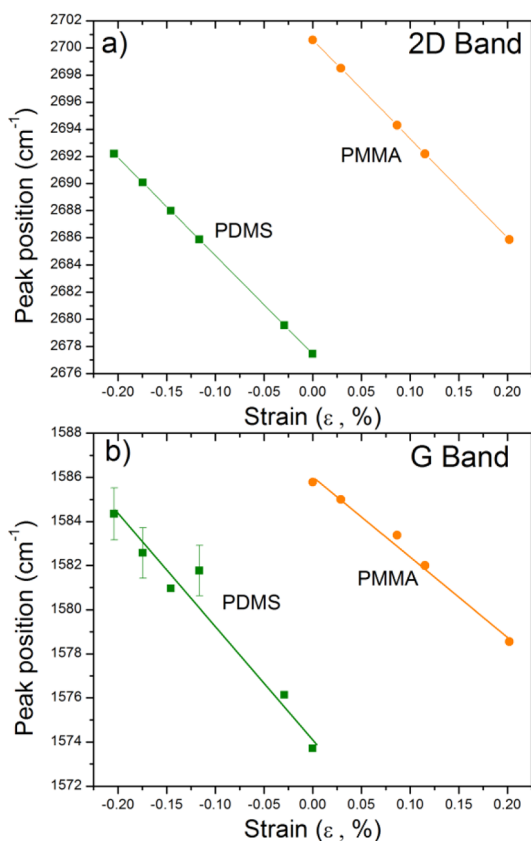 a)
2D Band
2702
2700
2698
2696
2694
2692
2690
2688
2686
2684
2682
2680
2678
2676
PMMA
PDMS
Peak position (cm⁻¹)
-0.20 -0.15 -0.10 -0.05 0.00 0.05 0.10 0.15 0.20
Strain (ε , %)
b)
G Band
1588
1586
1584
1582
1580
1578
1576
1574
1572
PMMA
PDMS
Peak position (cm⁻¹)
-0.20 -0.15 -0.10 -0.05 0.00 0.05 0.10 0.15 0.20
Strain (ε , %)